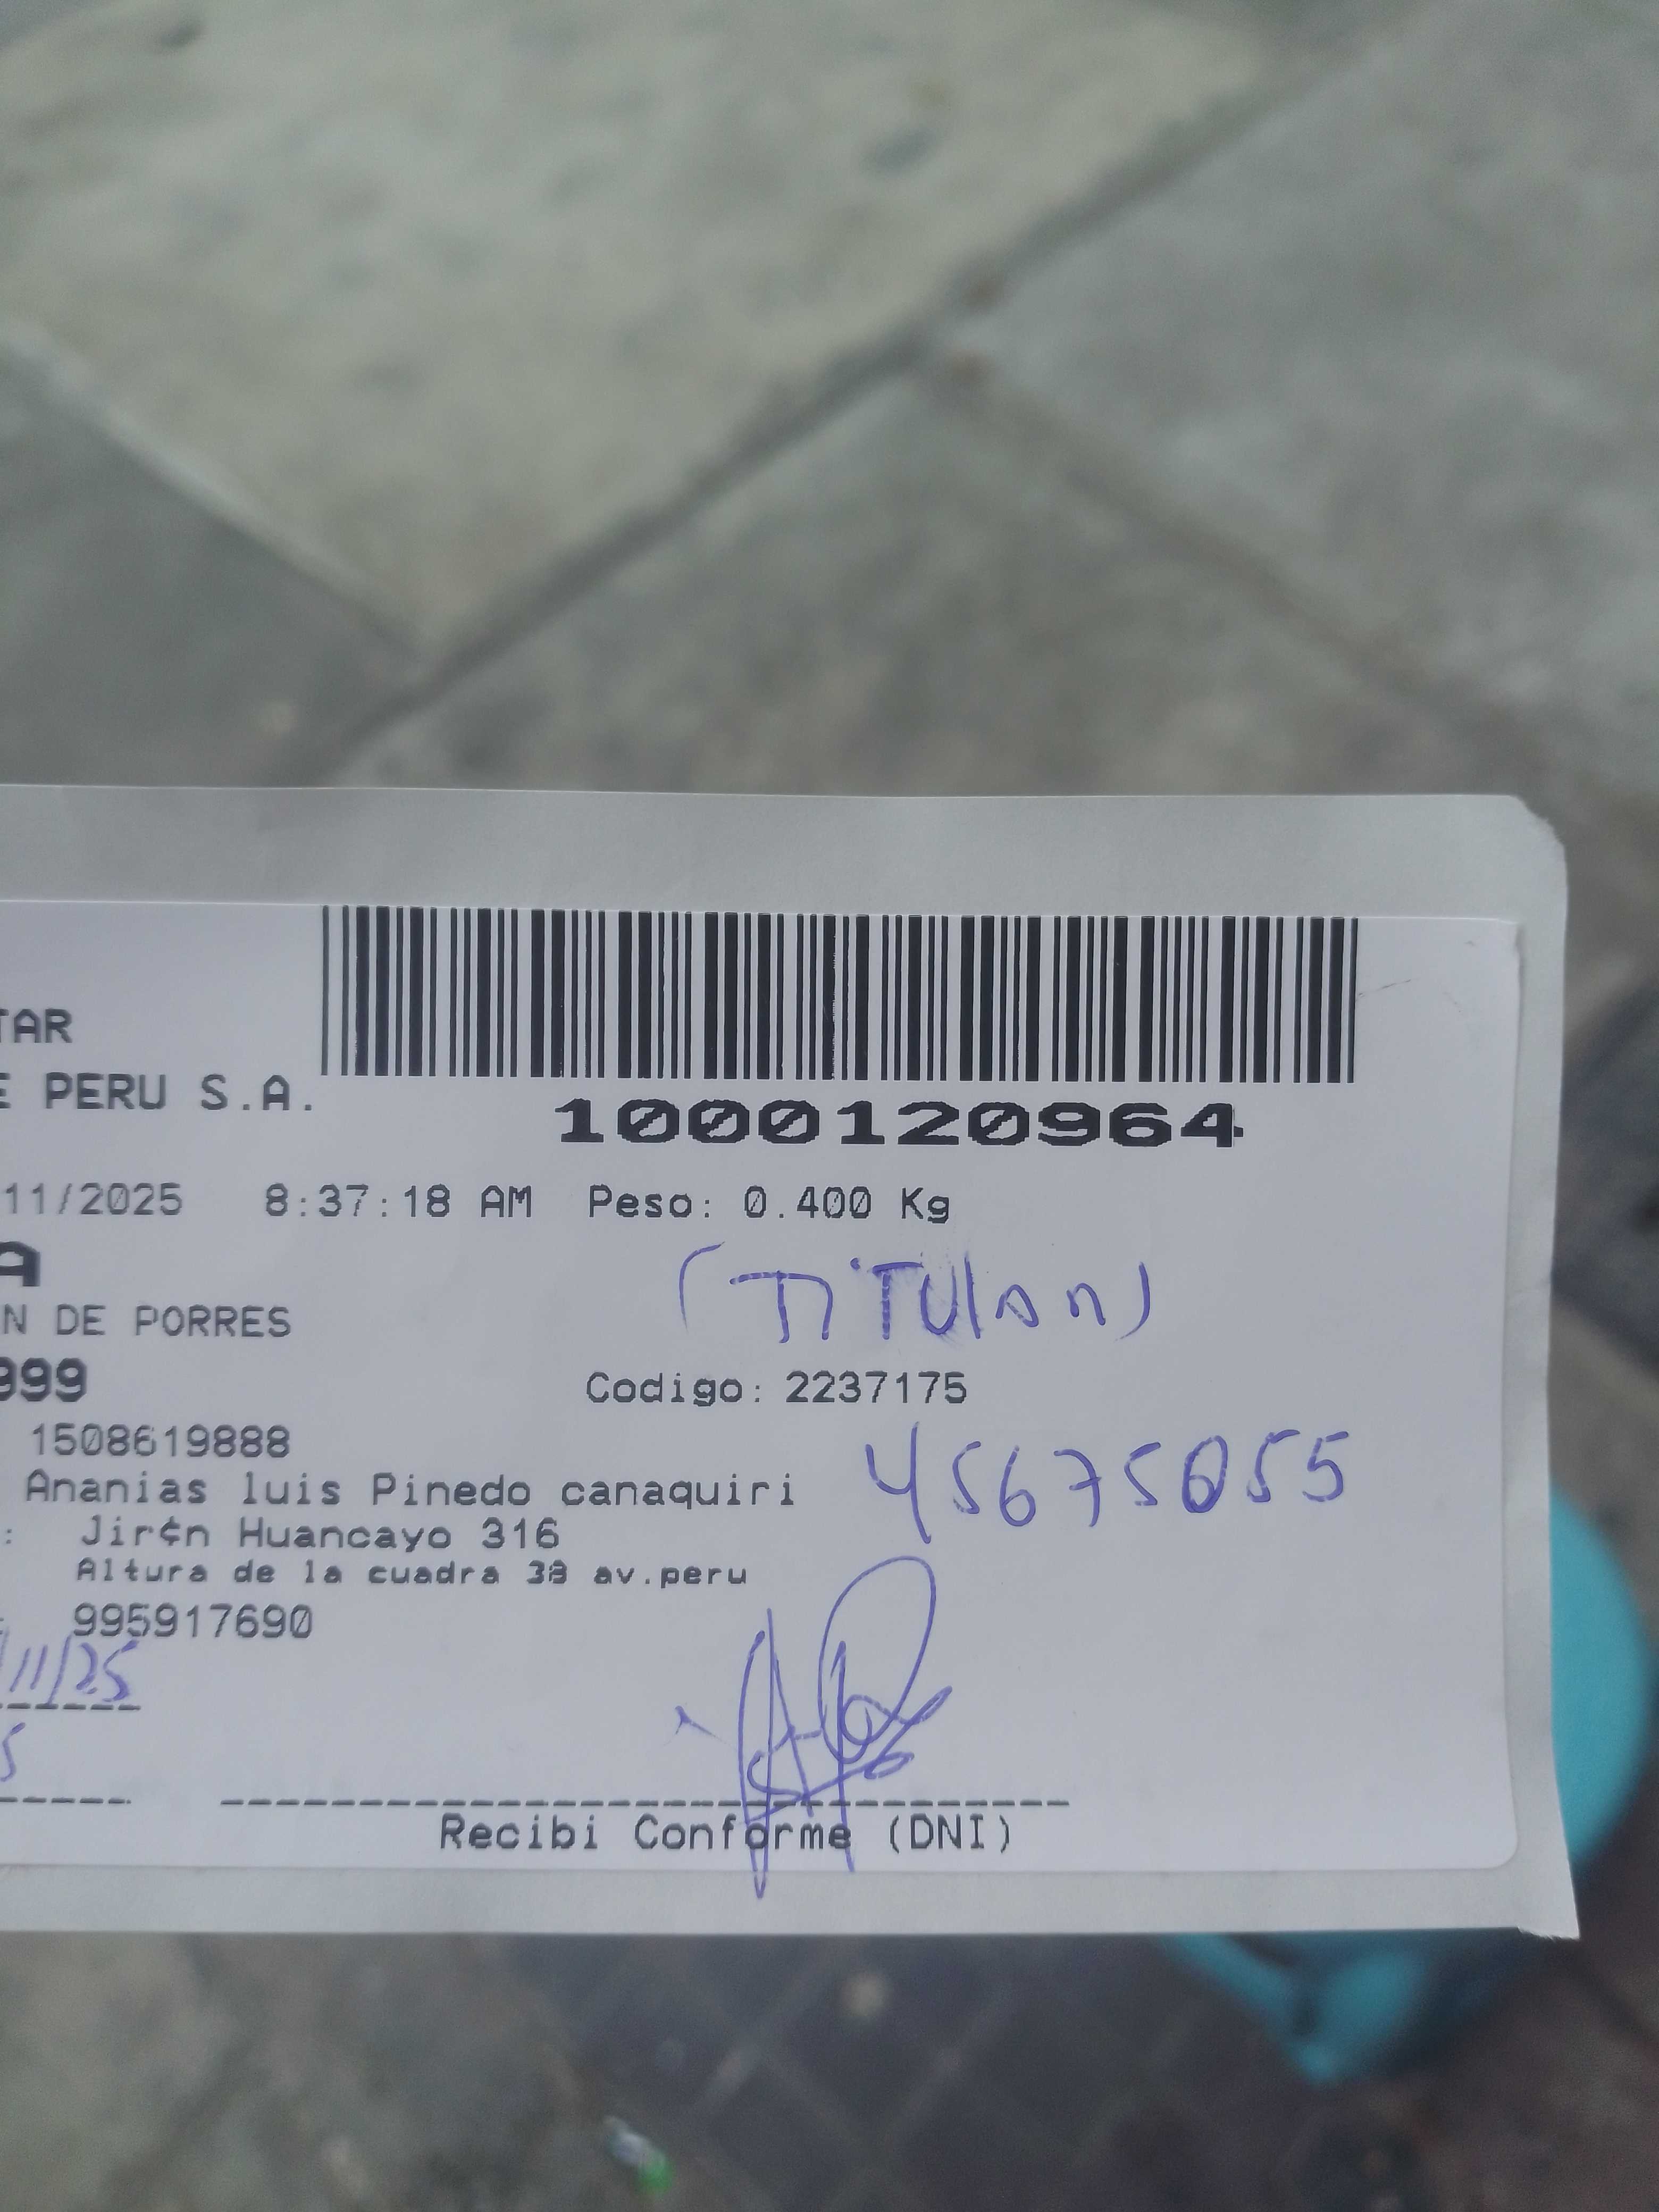 TAR
E PERU S.A.
1000120964
11/2025 8:37:18 AM Peso: 0.400 Kg
A
(TiTULAR)
N DE PORRES
999
Codigo: 2237175
1508619888
Ananias luis Pinedo canaquiri
45675055
: Jir¢n Huancayo 316
Altura de la cuadra 38 av.peru
: 995917690
/11/25
5
Recibi Conforme (DNI)